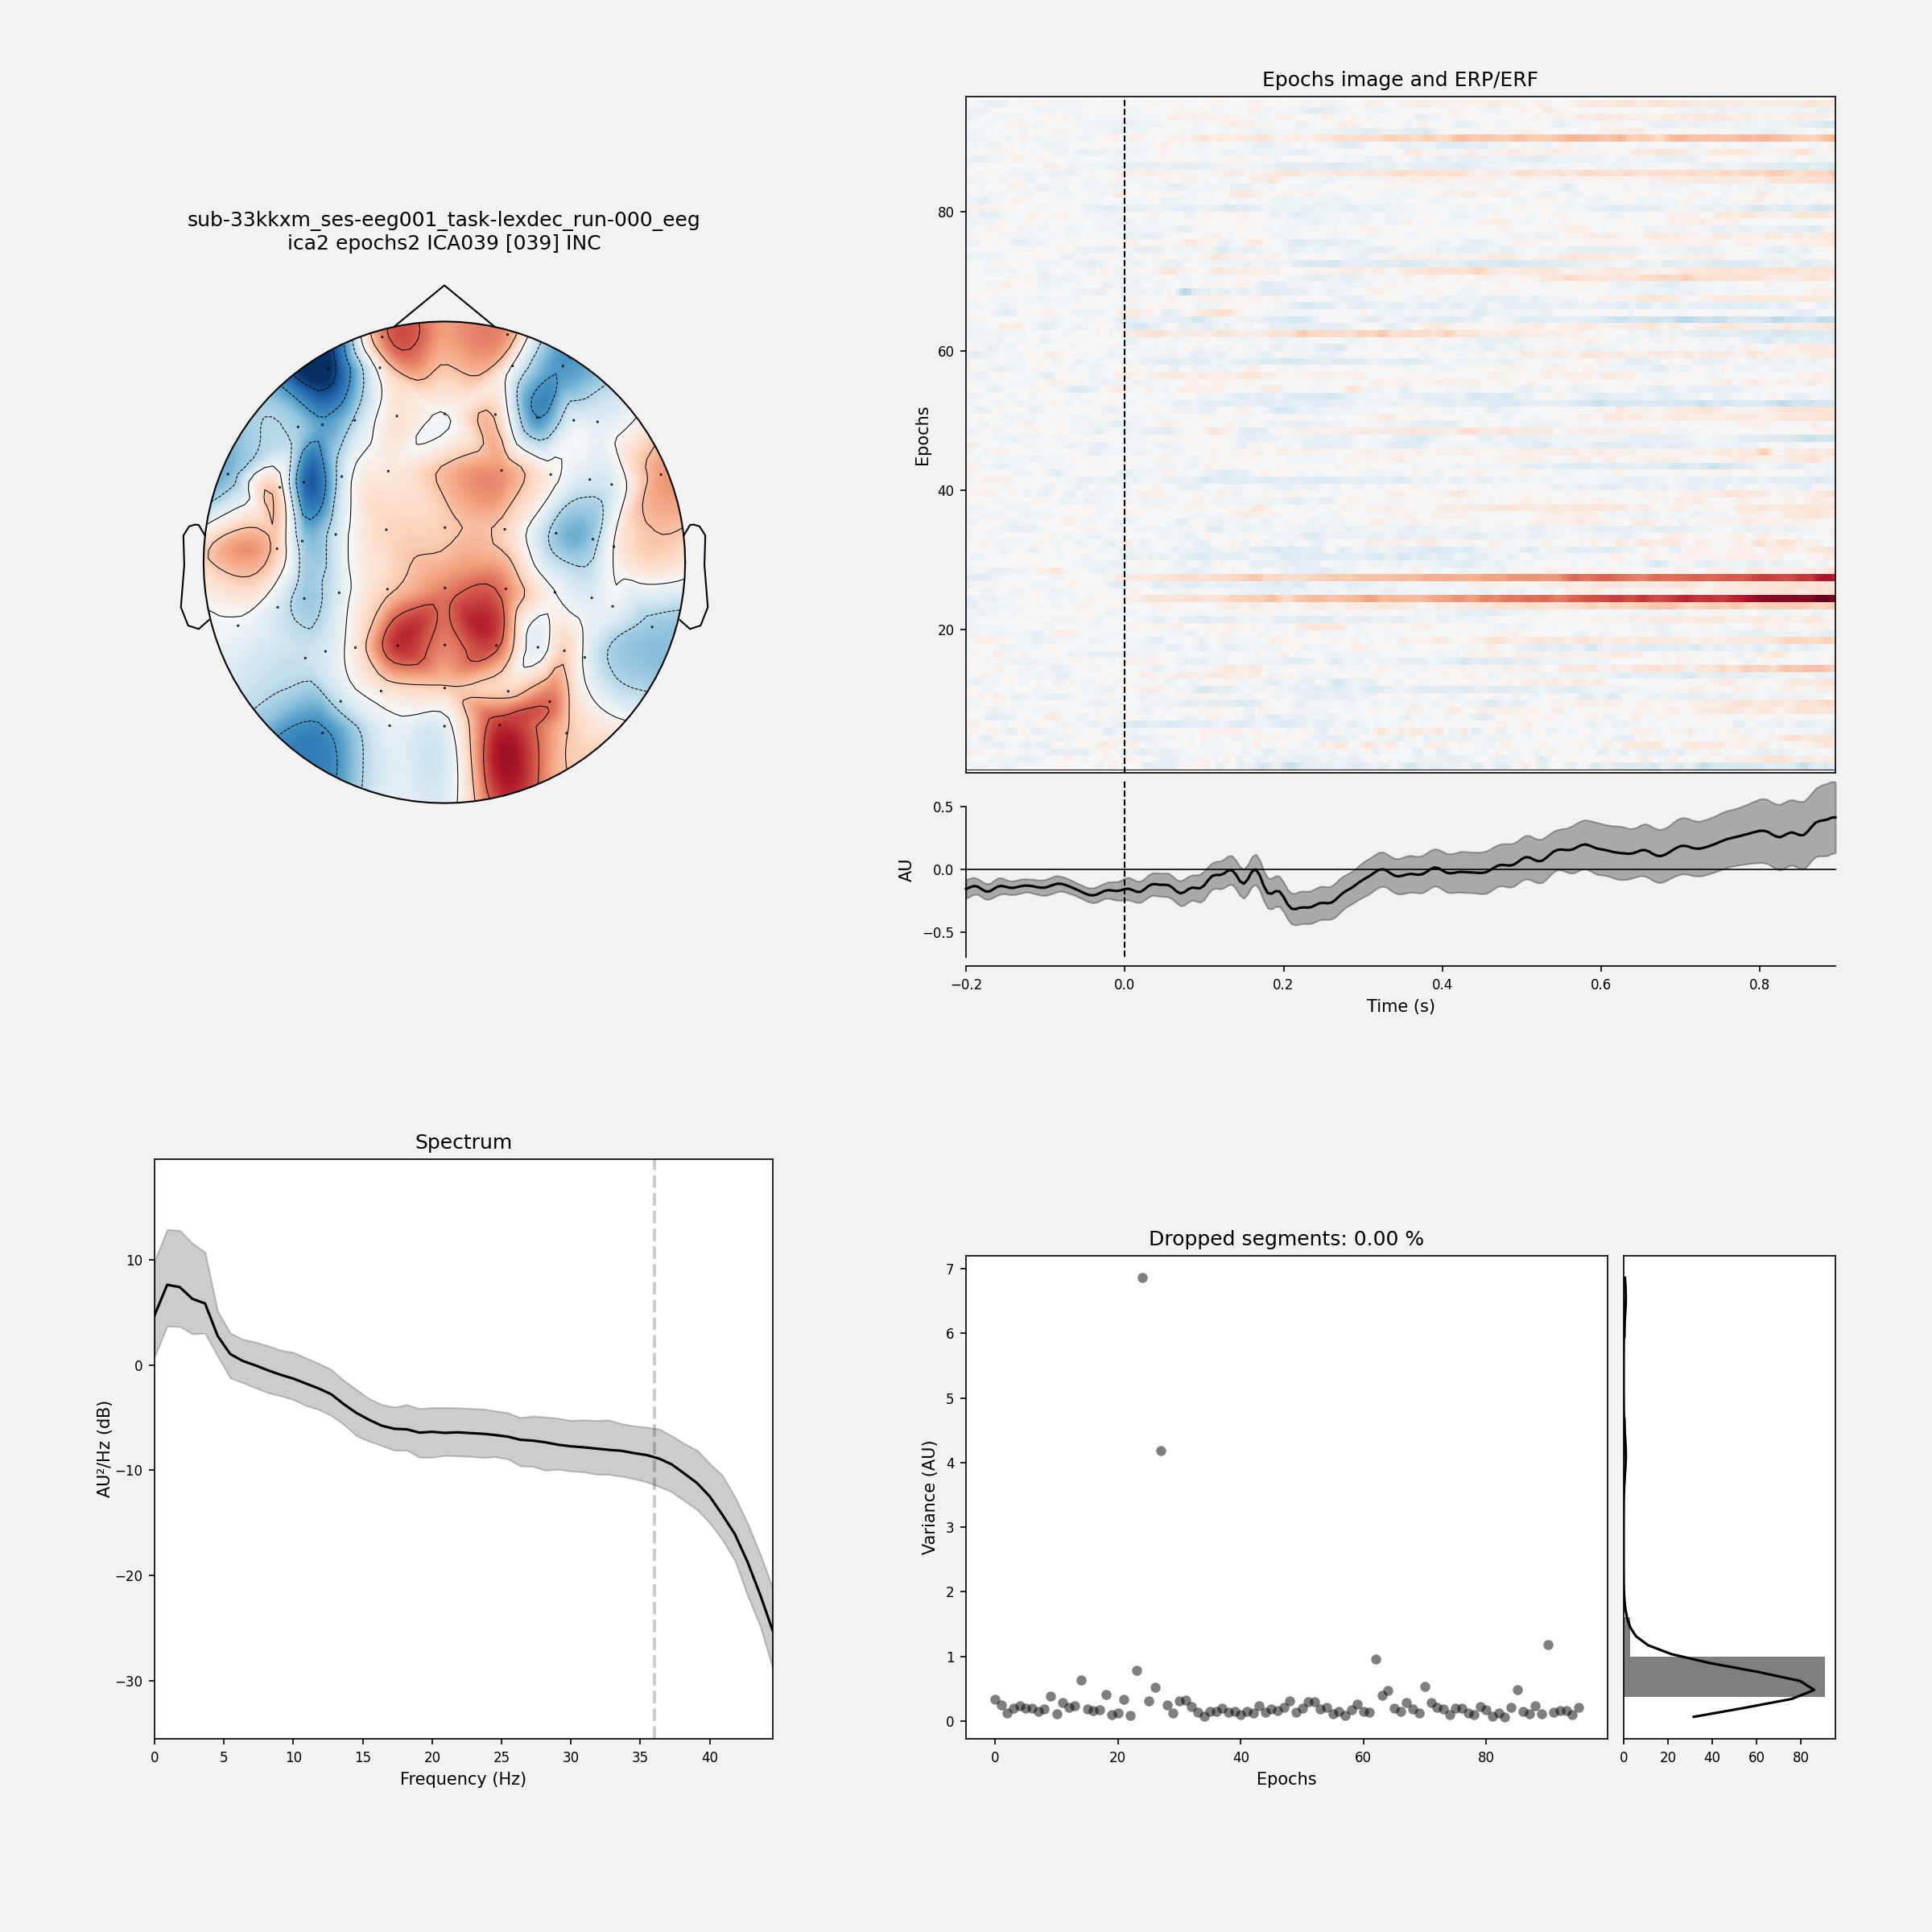 sub-33kkxm_ses-eeg001_task-lexdec_run-000_eeg
ica2 epochs2 ICA039 [039] INC
Epochs image and ERP/ERF
Epochs
80
60
40
20
AU
0.5
0.0
−0.5
−0.2 0.0 0.2 0.4 0.6 0.8
Time (s)
Spectrum
AU²/Hz (dB)
10
0
−10
−20
−30
0 5 10 15 20 25 30 35 40
Frequency (Hz)
Dropped segments: 0.00 %
Variance (AU)
7
6
5
4
3
2
1
0
0 20 40 60 80
Epochs
0 20 40 60 80